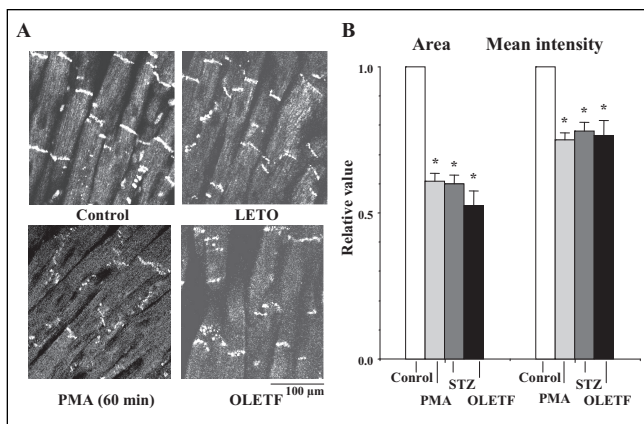 A
Control
LETO
PMA (60 min)
OLETF
100 µm
B
Area
Mean intensity
Relative value
1.0
0.5
0.0
*
*
*
*
*
*
Conrol
PMA
STZ
OLETF
Conrol
PMA
STZ
OLETF